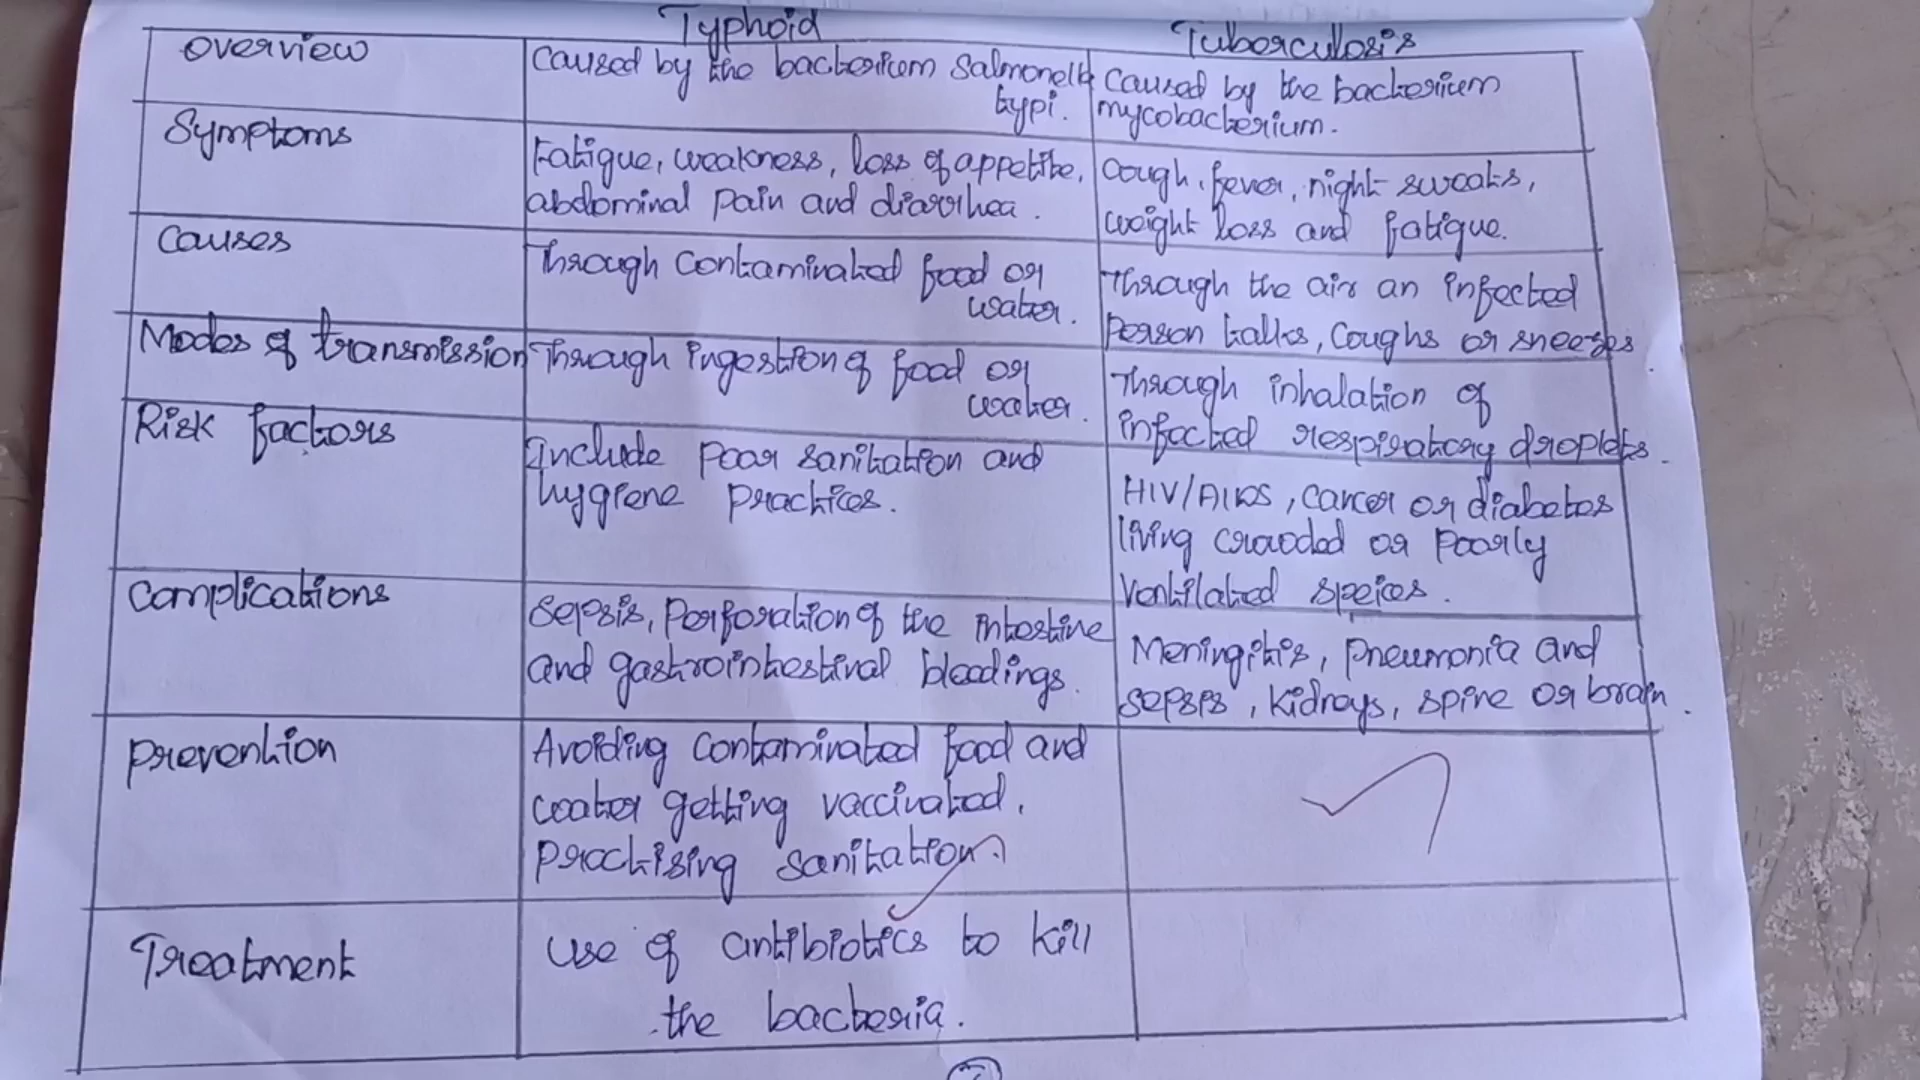 Typhoid
Tuborculosis
overview
Caused by the bacterium Salmonella
typi.
Caused by the bacterium
mycobacterium.
Symptoms
Fatigue, weakness, loss of appetite,
abdominal pain and diarrhea.
Cough, fever, night sweats,
weight loss and fatigue.
Causes
Through contaminated food or
water.
Through the air an infected
person talks, coughs or sneezes
Modes of transmission
Through ingestion of food or
water.
Through inhalation of
infected respiratory droplets.
Risk factors
Include poor sanitation and
hygiene practices.
HIV/AIDS, cancer or diabetes
living crowded or poorly
ventilated speices.
Complications
Sepsis, perforation of the intestine
and gastrointestinal bleedings.
Meningitis, pneumonia and
sepsis, kidneys, spine or brain.
prevention
Avoiding contaminated food and
water getting vaccinated.
practising sanitation.
Treatment
Use of antibiotics to kill
the bacteria.